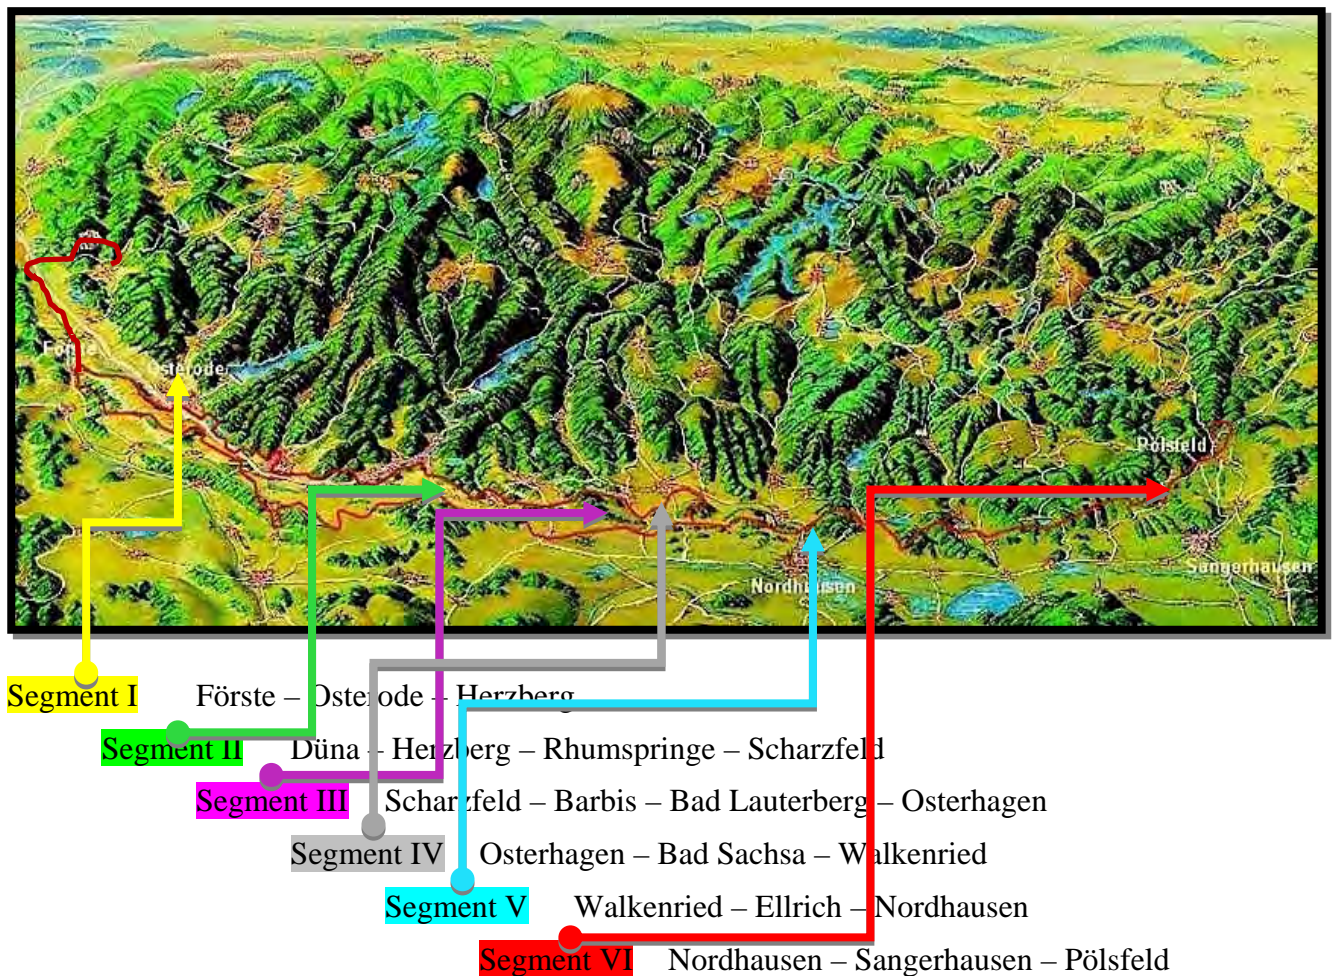 Förste
Osterode
Pölsfeld
Sangerhausen
Nordhausen
Segment I Förste – Osterode – Herzberg
Segment II Düna – Herzberg – Rhumspringe – Scharzfeld
Segment III Scharzfeld – Barbis – Bad Lauterberg – Osterhagen
Segment IV Osterhagen – Bad Sachsa – Walkenried
Segment V Walkenried – Ellrich – Nordhausen
Segment VI Nordhausen – Sangerhausen – Pölsfeld